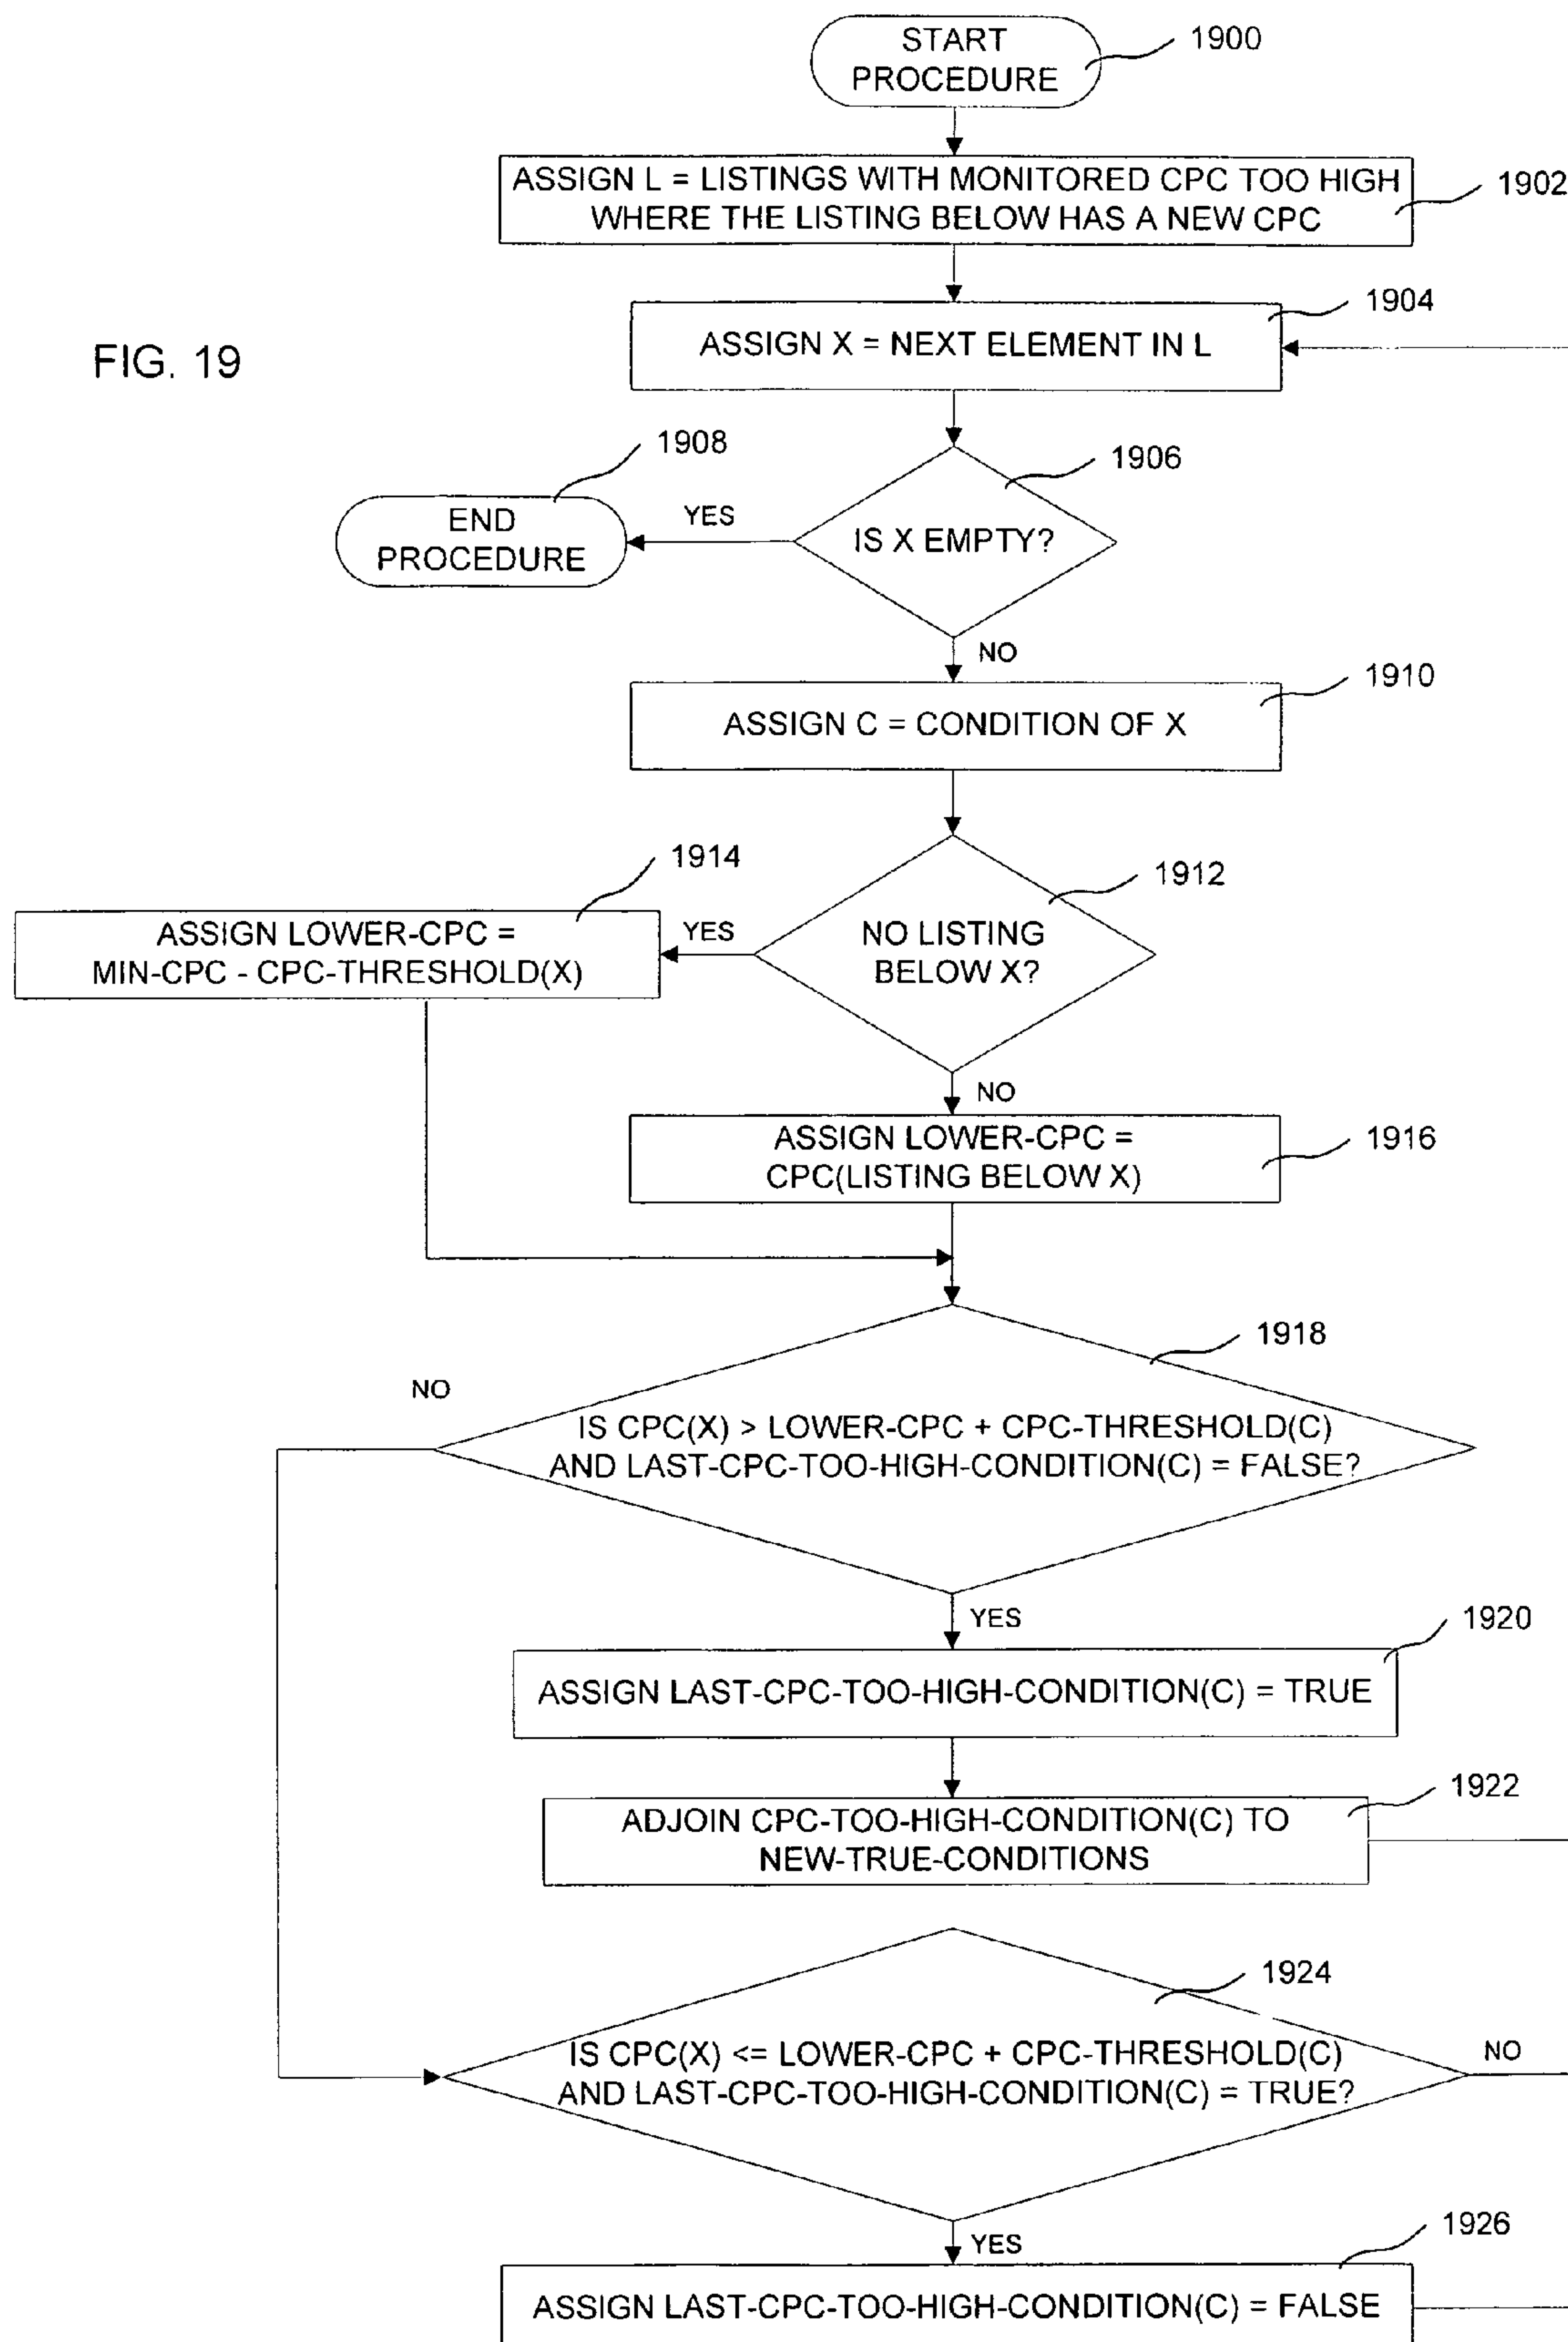 START
PROCEDURE
1900
ASSIGN L = LISTINGS WITH MONITORED CPC TOO HIGH
WHERE THE LISTING BELOW HAS A NEW CPC
1902
1904
ASSIGN X = NEXT ELEMENT IN L
FIG. 19
1908
1906
END
PROCEDURE
YES
IS X EMPTY?
NO
1910
ASSIGN C = CONDITION OF X
1914
1912
ASSIGN LOWER-CPC =
MIN-CPC - CPC-THRESHOLD(X)
YES
NO LISTING
BELOW X?
NO
ASSIGN LOWER-CPC =
CPC(LISTING BELOW X)
1916
1918
NO
IS CPC(X) > LOWER-CPC + CPC-THRESHOLD(C)
AND LAST-CPC-TOO-HIGH-CONDITION(C) = FALSE?
YES
1920
ASSIGN LAST-CPC-TOO-HIGH-CONDITION(C) = TRUE
1922
ADJOIN CPC-TOO-HIGH-CONDITION(C) TO
NEW-TRUE-CONDITIONS
1924
IS CPC(X) <= LOWER-CPC + CPC-THRESHOLD(C)
AND LAST-CPC-TOO-HIGH-CONDITION(C) = TRUE?
NO
YES
1926
ASSIGN LAST-CPC-TOO-HIGH-CONDITION(C) = FALSE